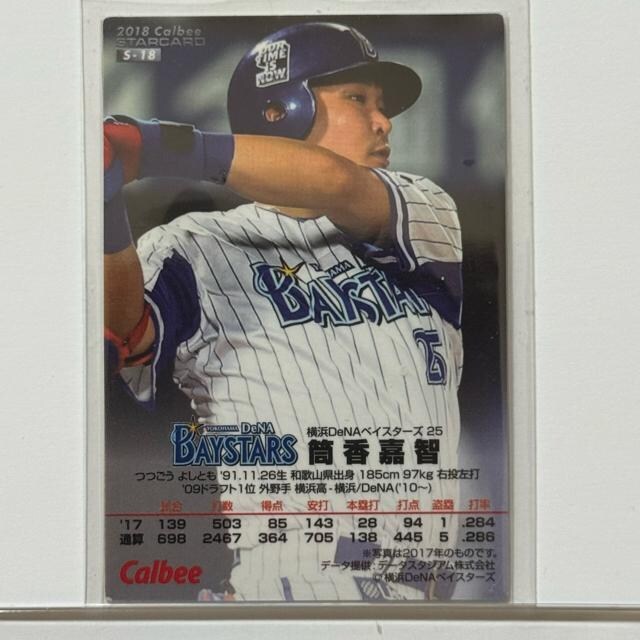 2018 Calbee
STARCARD
S-18
OUR
TIME
IS
NOW
YOKOHAMA
BAYSTARS
25
YOKOHAMA DeNA
BAYSTARS
横浜DeNAベイスターズ 25
筒香嘉智
つつごう よしとも '91.11.26生 和歌山県出身 185cm 97kg 右投左打
'09ドラフト1位 外野手 横浜高-横浜/DeNA('10〜)
試合 打数 得点 安打 本塁打 打点 盗塁 打率
'17 139 503 85 143 28 94 1 .284
通算 698 2467 364 705 138 445 5 .286
※写真は2017年のものです。
データ提供:データスタジアム株式会社
©横浜DeNAベイスターズ
Calbee